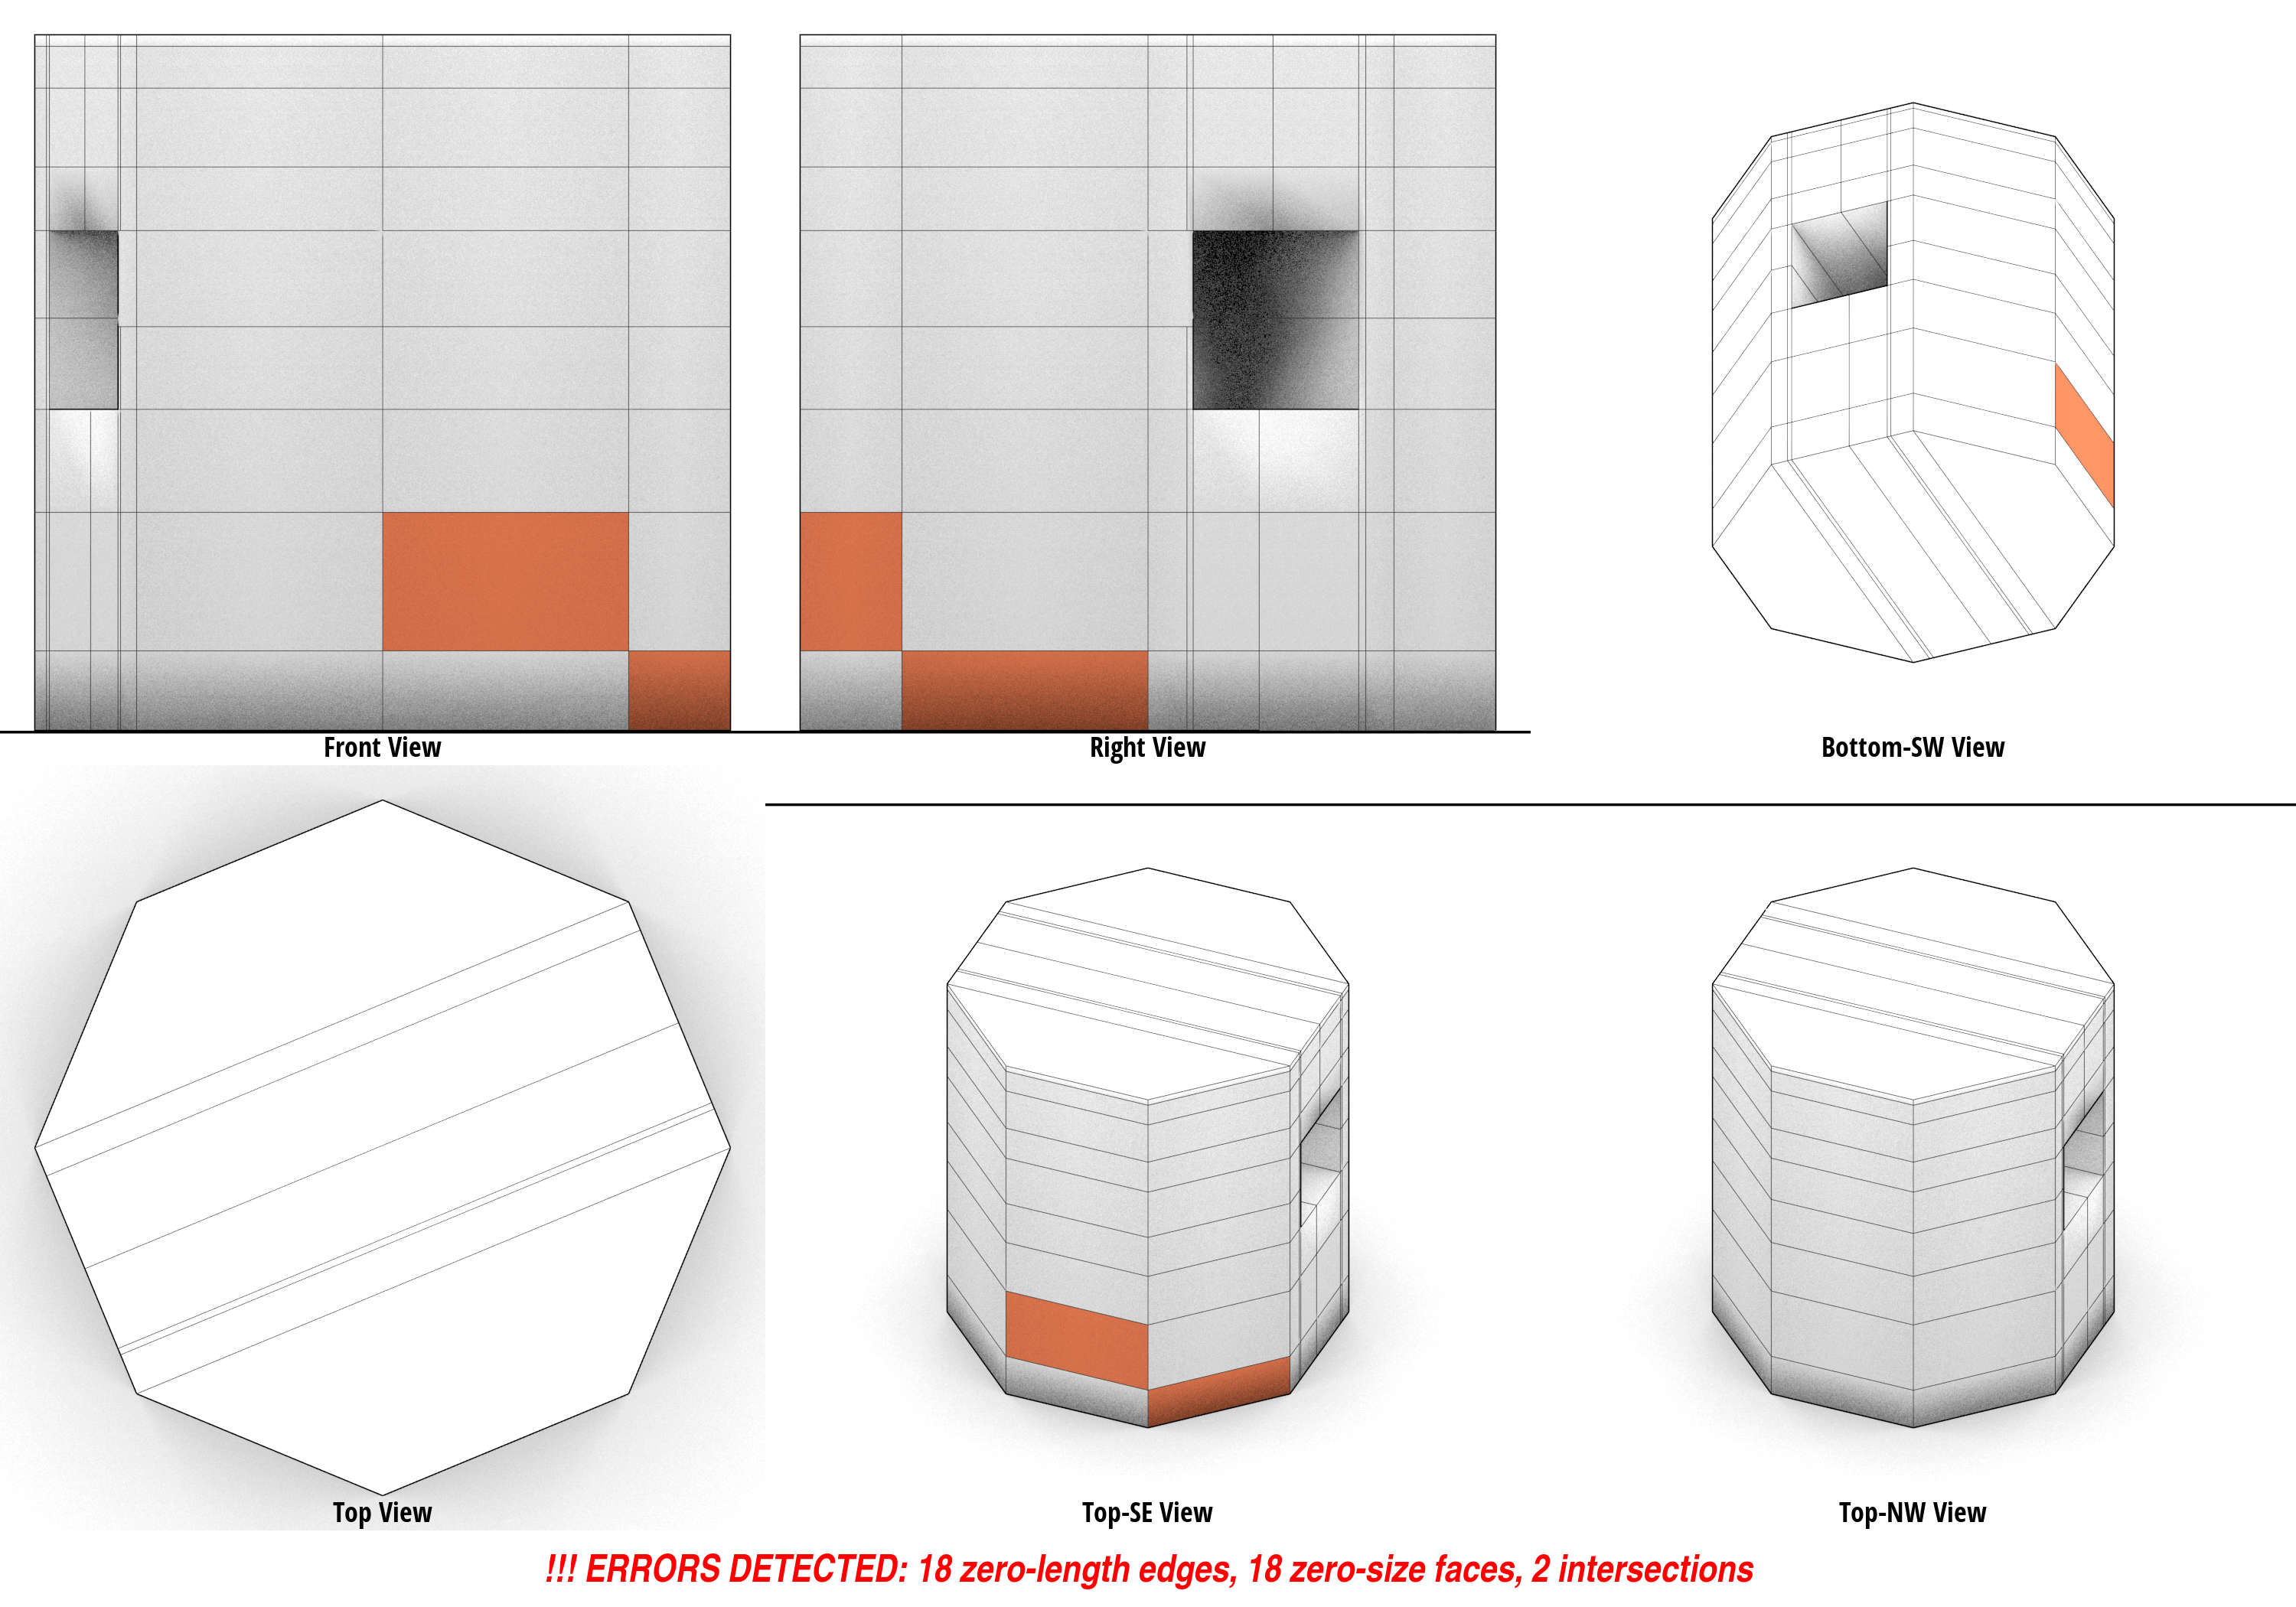 Front View
Right View
Bottom-SW View
Top View
Top-SE View
Top-NW View
!!! ERRORS DETECTED: 18 zero-length edges, 18 zero-size faces, 2 intersections